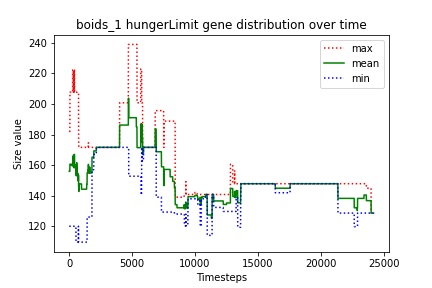 boids_1 hungerLimit gene distribution over time
240
220
200
180
160
140
120
Size value
max
mean
min
0
5000
10000
15000
20000
25000
Timesteps